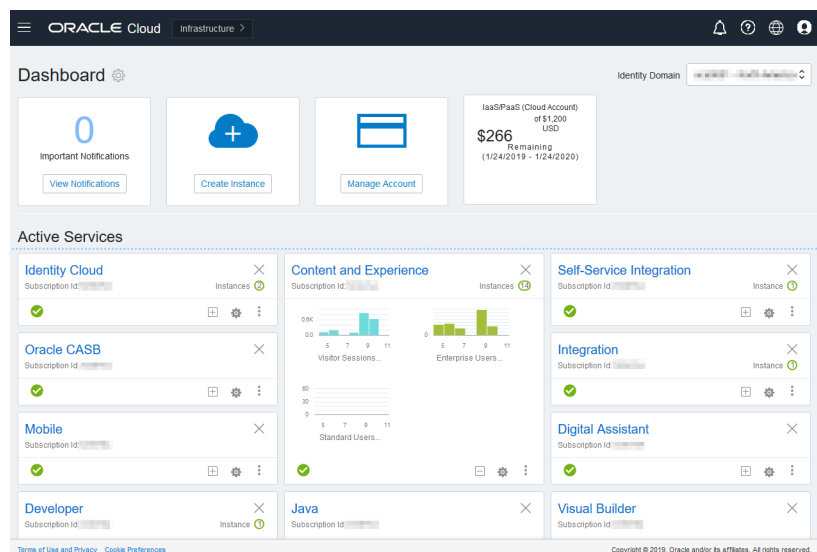 ORACLE Cloud
Infrastructure >
Dashboard
Identity Domain
0
Important Notifications
View Notifications
Create Instance
Manage Account
IaaS/PaaS (Cloud Account)
of $1,200
USD
$266
Remaining
(1/24/2019 - 1/24/2020)
Active Services
Identity Cloud
Subscription Id:
Instances 2
Content and Experience
Subscription Id:
Instances 14
0.6K
0.0
5 7 9 11
Visitor Sessions...
0
5 7 9 11
Enterprise Users...
60
30
0
5 7 9 11
Standard Users...
Self-Service Integration
Subscription Id:
Instance 1
Oracle CASB
Subscription Id:
Integration
Subscription Id:
Instance 1
Mobile
Subscription Id:
Digital Assistant
Subscription Id
Developer
Subscription Id
Instance 1
Java
Subscription Id
Visual Builder
Subscription Id
Terms of Use and Privacy Cookie Preferences
Copyright © 2019, Oracle and/or its affiliates. All rights reserved.